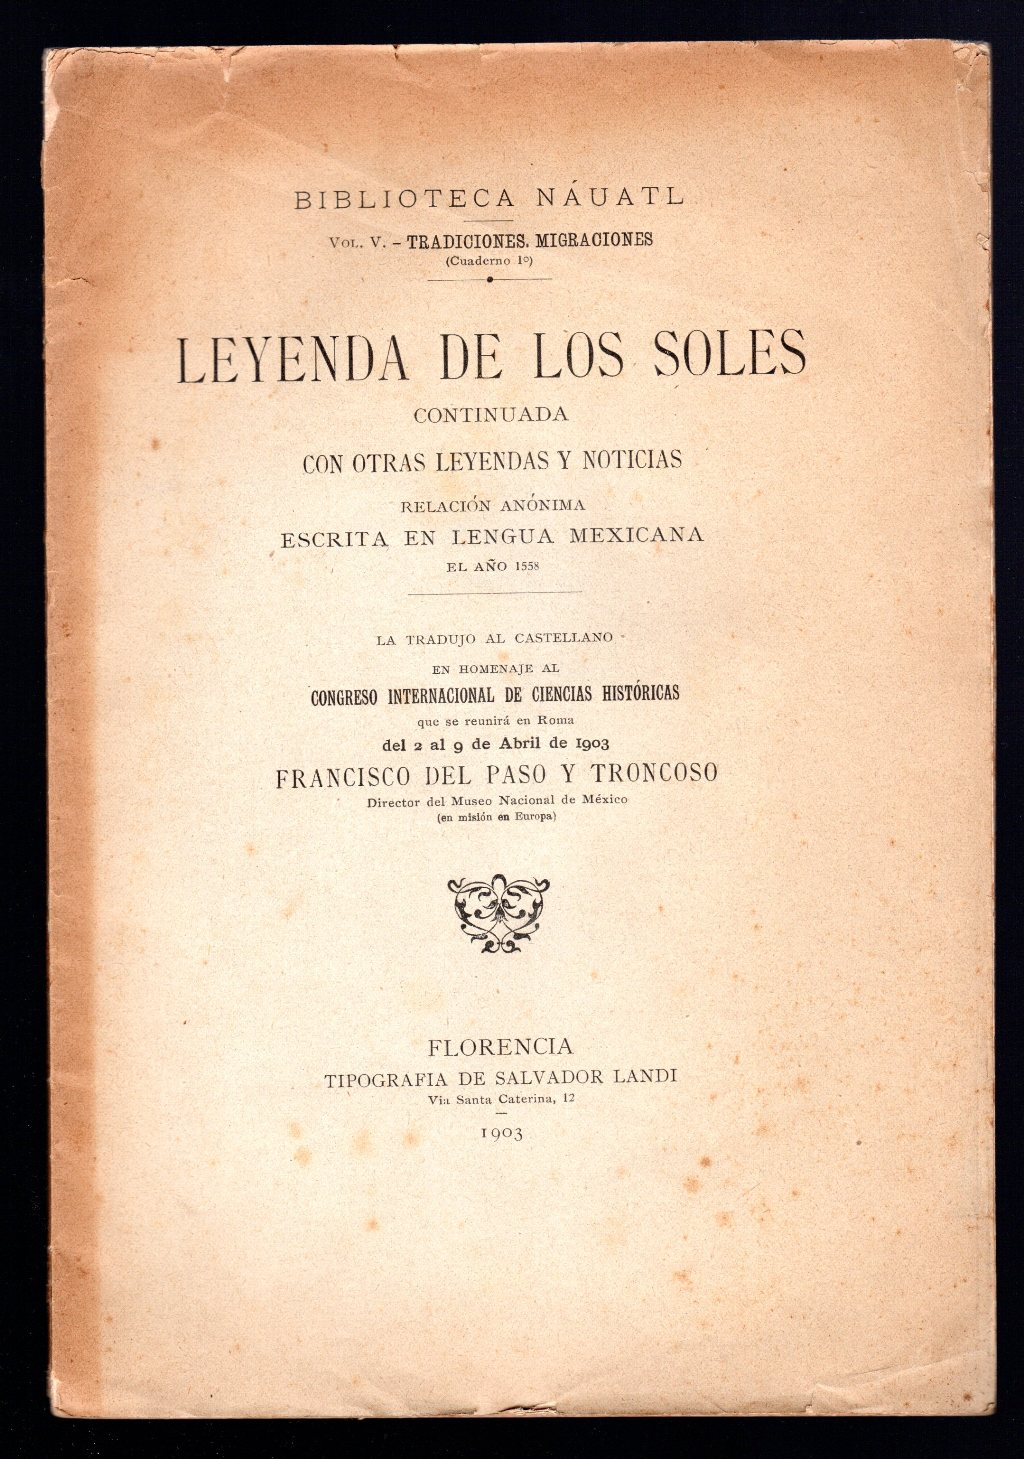 BIBLIOTECA NÁUATL
VOL. V. – TRADICIONES. MIGRACIONES
(Cuaderno 1º)
LEYENDA DE LOS SOLES
CONTINUADA
CON OTRAS LEYENDAS Y NOTICIAS
RELACIÓN ANÓNIMA
ESCRITA EN LENGUA MEXICANA
EL AÑO 1558
LA TRADUJO AL CASTELLANO
EN HOMENAJE AL
CONGRESO INTERNACIONAL DE CIENCIAS HISTÓRICAS
que se reunirá en Roma
del 2 al 9 de Abril de 1903
FRANCISCO DEL PASO Y TRONCOSO
Director del Museo Nacional de México
(en misión en Europa)
FLORENCIA
TIPOGRAFIA DE SALVADOR LANDI
Via Santa Caterina, 12
1903